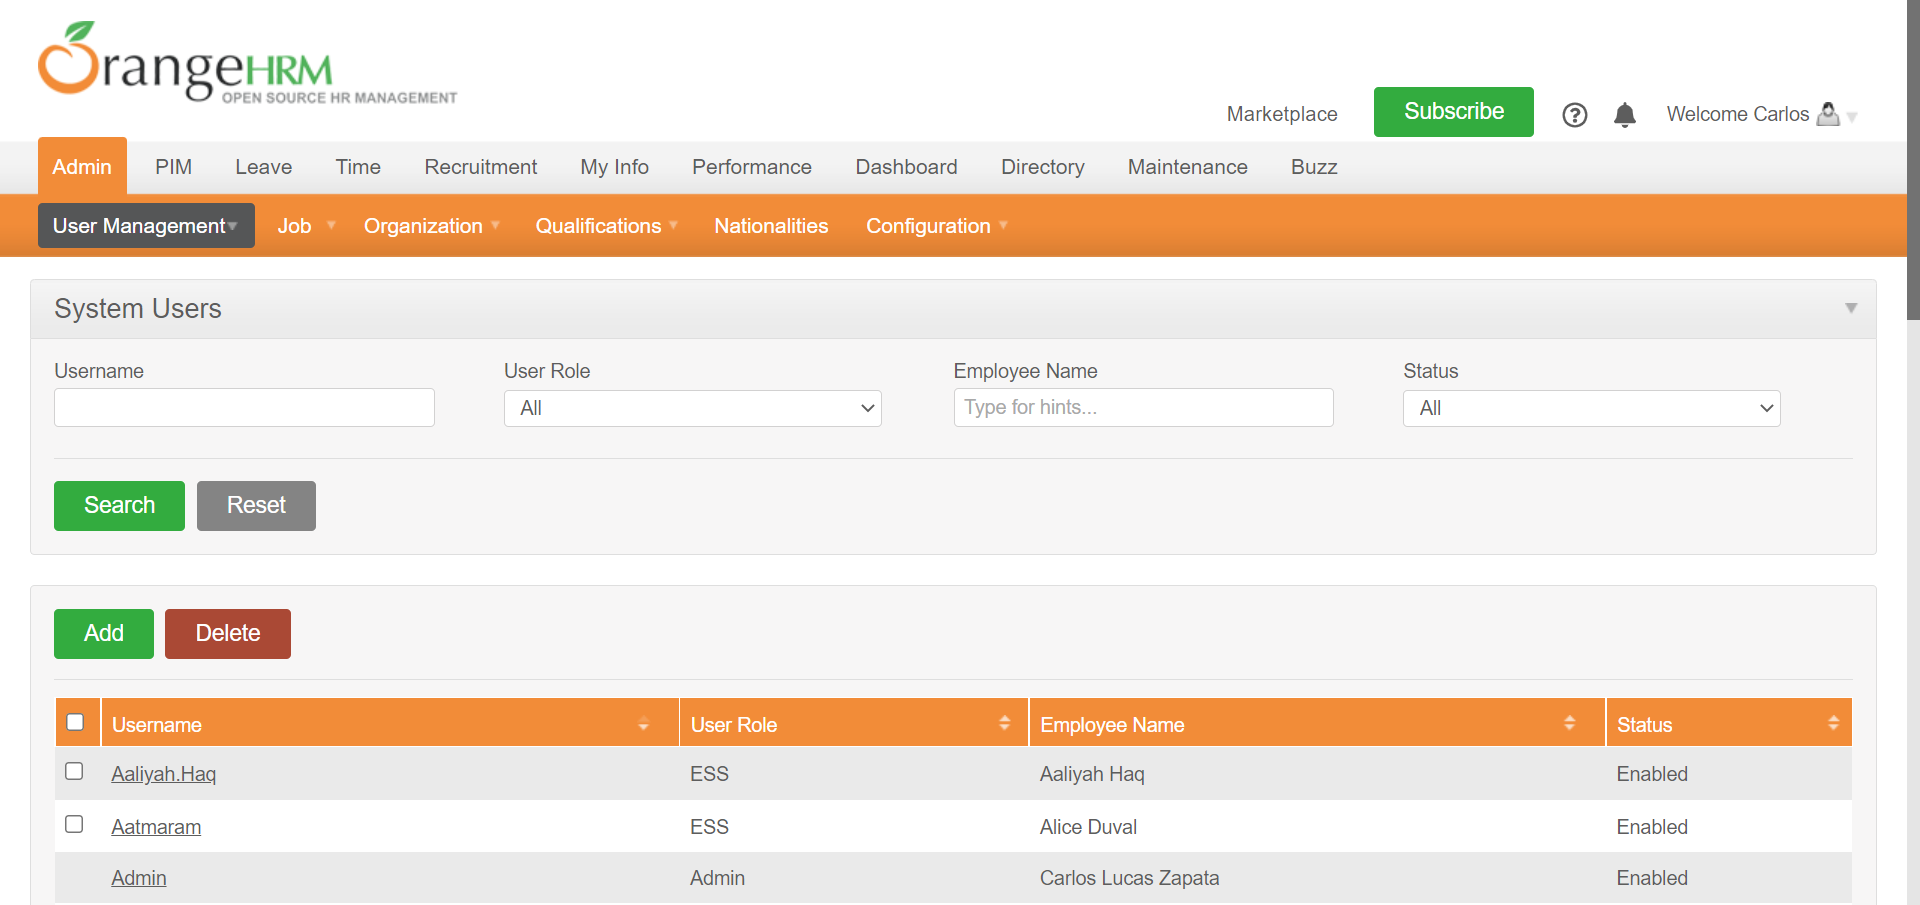 OrangeHRM
OPEN SOURCE HR MANAGEMENT
Marketplace Subscribe Welcome Carlos
Admin PIM Leave Time Recruitment My Info Performance Dashboard Directory Maintenance Buzz
User Management Job Organization Qualifications Nationalities Configuration
System Users
Username User Role Employee Name Status
All Type for hints... All
Search Reset
Add Delete
Username User Role Employee Name Status
Aaliyah.Haq ESS Aaliyah Haq Enabled
Aatmaram ESS Alice Duval Enabled
Admin Admin Carlos Lucas Zapata Enabled